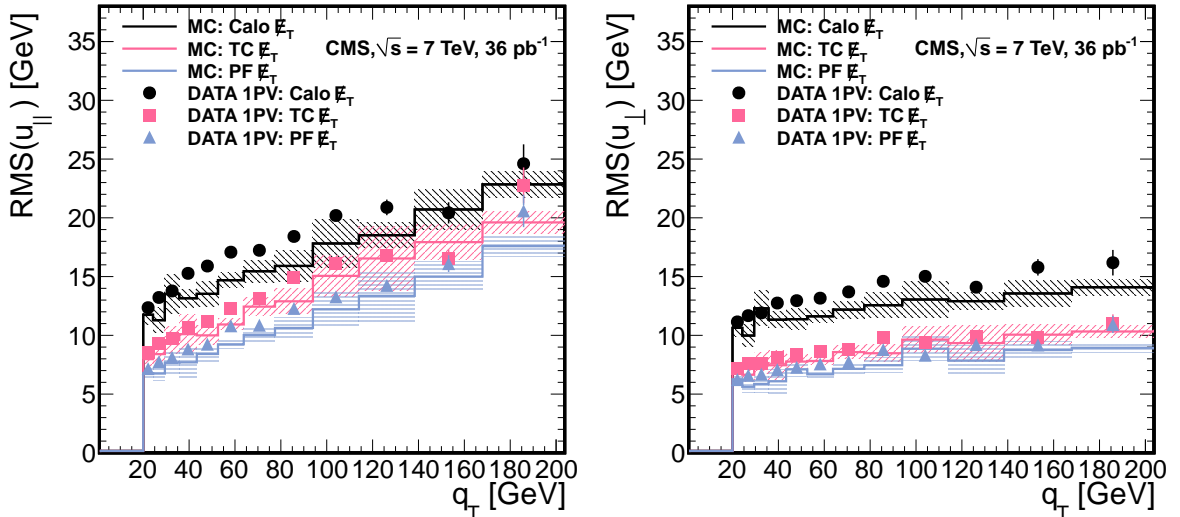 RMS(u∥) [GeV]
35
30
25
20
15
10
5
0
MC: Calo E̸T
MC: TC E̸T
MC: PF E̸T
DATA 1PV: Calo E̸T
DATA 1PV: TC E̸T
DATA 1PV: PF E̸T
CMS,√s = 7 TeV, 36 pb⁻¹
20 40 60 80 100 120 140 160 180 200
qT [GeV]
RMS(u⊥) [GeV]
35
30
25
20
15
10
5
0
MC: Calo E̸T
MC: TC E̸T
MC: PF E̸T
DATA 1PV: Calo E̸T
DATA 1PV: TC E̸T
DATA 1PV: PF E̸T
CMS,√s = 7 TeV, 36 pb⁻¹
20 40 60 80 100 120 140 160 180 200
qT [GeV]